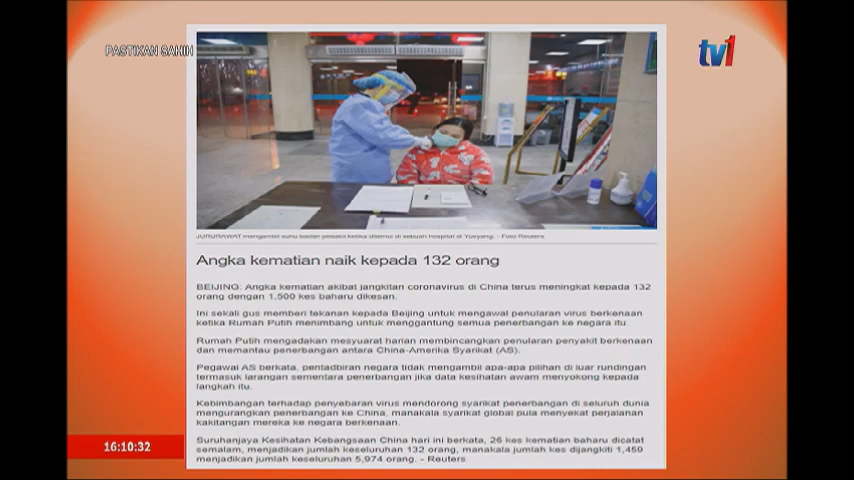 PASTIKAN SAHIH
tv1
JURURAWAT mengambil suhu badan pesakit ketika ditemui di sebuah hospital di Yueyang. - Foto Reuters
Angka kematian naik kepada 132 orang
BEIJING: Angka kematian akibat jangkitan coronavirus di China terus meningkat kepada 132
orang dengan 1,500 kes baharu dikesan.
Ini sekali gus memberi tekanan kepada Beijing untuk mengawal penularan virus berkenaan
ketika Rumah Putih menimbang untuk menggantung semua penerbangan ke negara itu.
Rumah Putih mengadakan mesyuarat harian membincangkan penularan penyakit berkenaan
dan memantau penerbangan antara China-Amerika Syarikat (AS).
Pegawai AS berkata, pentadbiran negara tidak mengambil apa-apa pilihan di luar rundingan
termasuk larangan sementara penerbangan jika data kesihatan awam menyokong kepada
langkah itu.
Kebimbangan terhadap penyebaran virus mendorong syarikat penerbangan di seluruh dunia
mengurangkan penerbangan ke China, manakala syarikat global pula menyekat perjalanan
kakitangan mereka ke negara berkenaan.
Suruhanjaya Kesihatan Kebangsaan China hari ini berkata, 26 kes kematian baharu dicatat
semalam, menjadikan jumlah keseluruhan 132 orang, manakala jumlah kes dijangkiti 1,459
menjadikan jumlah keseluruhan 5,974 orang. - Reuters
16:10:32